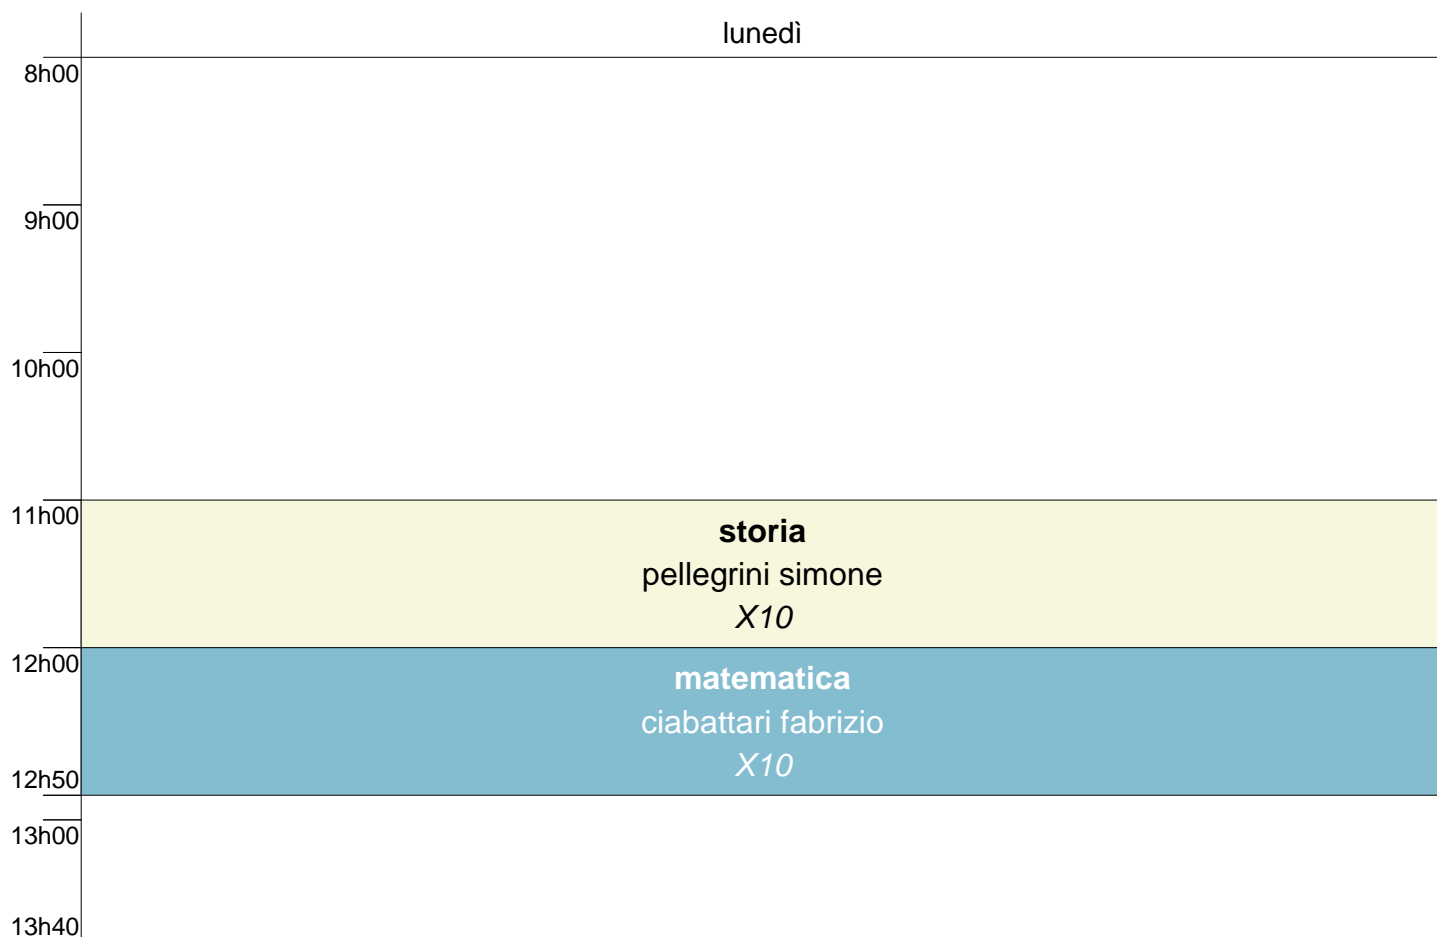 lunedì
8h00
9h00
10h00
11h00
storia
pellegrini simone
X10
12h00
matematica
ciabattari fabrizio
X10
12h50
13h00
13h40